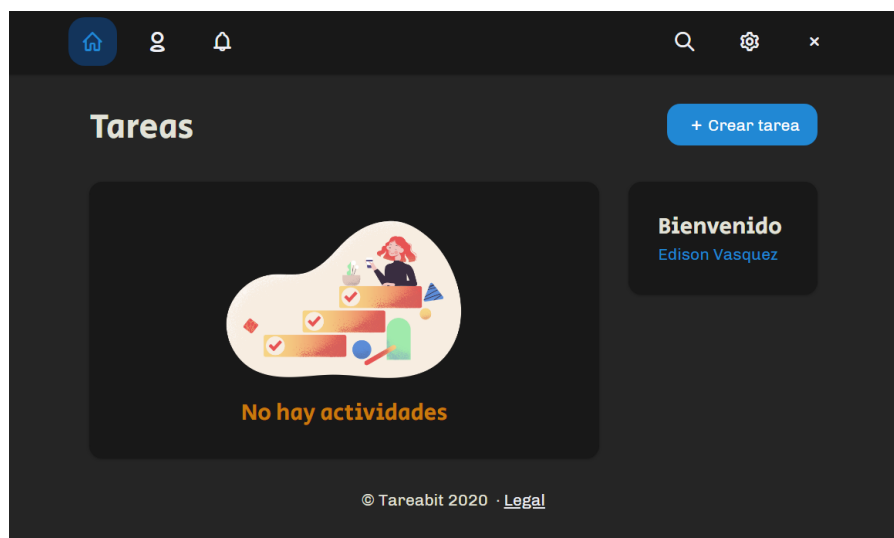 Tareas
+ Crear tarea
Bienvenido
Edison Vasquez
No hay actividades
© Tareabit 2020 · Legal